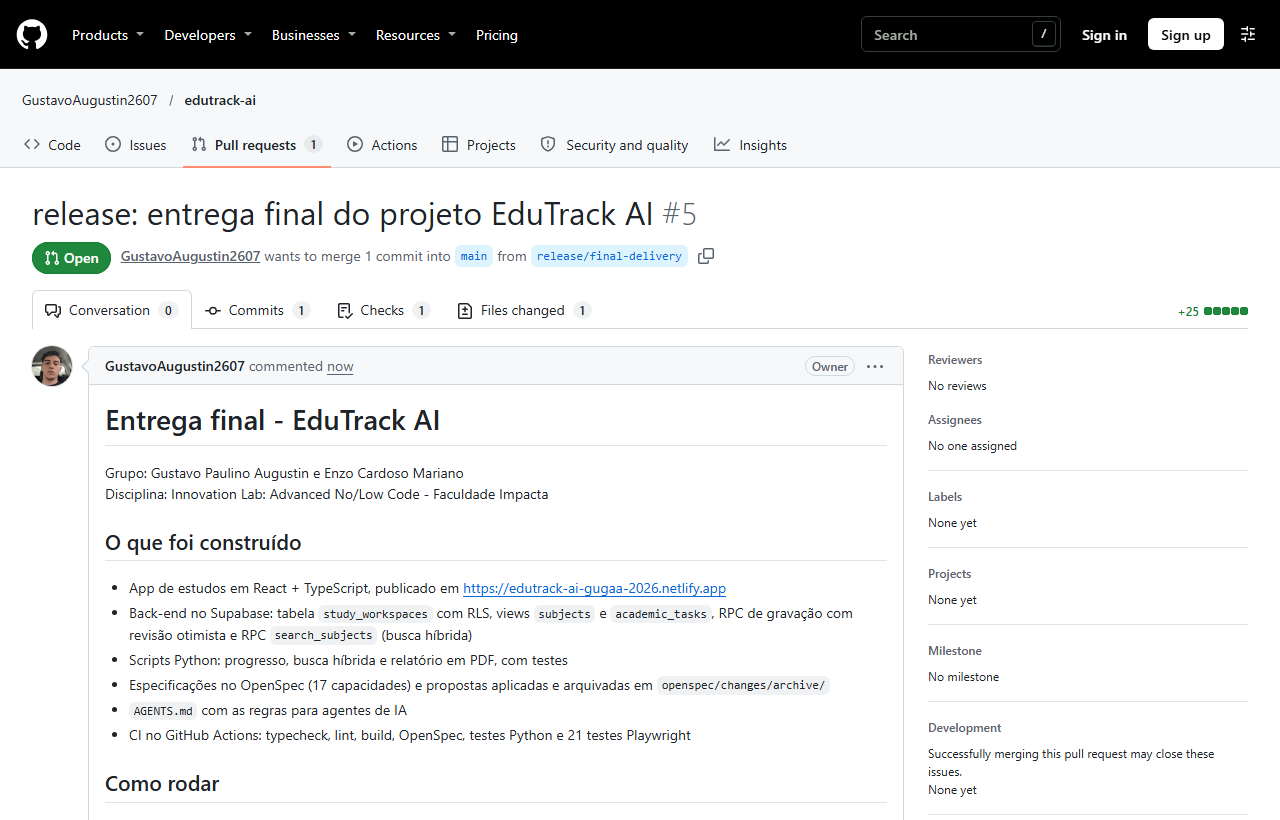 Products
Developers
Businesses
Resources
Pricing
Search
/
Sign in
Sign up
GustavoAugustin2607 / edutrack-ai
Code
Issues
Pull requests 1
Actions
Projects
Security and quality
Insights
release: entrega final do projeto EduTrack AI #5
Open
GustavoAugustin2607 wants to merge 1 commit into main from release/final-delivery
Conversation 0
Commits 1
Checks 1
Files changed 1
+25
GustavoAugustin2607 commented now
Owner
Entrega final - EduTrack AI
Grupo: Gustavo Paulino Augustin e Enzo Cardoso Mariano
Disciplina: Innovation Lab: Advanced No/Low Code - Faculdade Impacta
O que foi construído
App de estudos em React + TypeScript, publicado em https://edutrack-ai-gugaa-2026.netlify.app
Back-end no Supabase: tabela study_workspaces com RLS, views subjects e academic_tasks, RPC de gravação com
revisão otimista e RPC search_subjects (busca híbrida)
Scripts Python: progresso, busca híbrida e relatório em PDF, com testes
Especificações no OpenSpec (17 capacidades) e propostas aplicadas e arquivadas em openspec/changes/archive/
AGENTS.md com as regras para agentes de IA
CI no GitHub Actions: typecheck, lint, build, OpenSpec, testes Python e 21 testes Playwright
Como rodar
Reviewers
No reviews
Assignees
No one assigned
Labels
None yet
Projects
None yet
Milestone
No milestone
Development
Successfully merging this pull request may close these
issues.
None yet